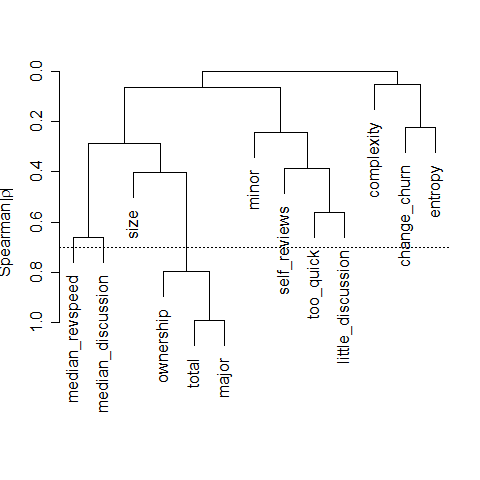 0.0
0.2
0.4
0.6
0.8
1.0
Spearman |ρ|
median_revspeed
median_discussion
size
ownership
total
major
minor
self_reviews
too_quick
little_discussion
complexity
change_churn
entropy